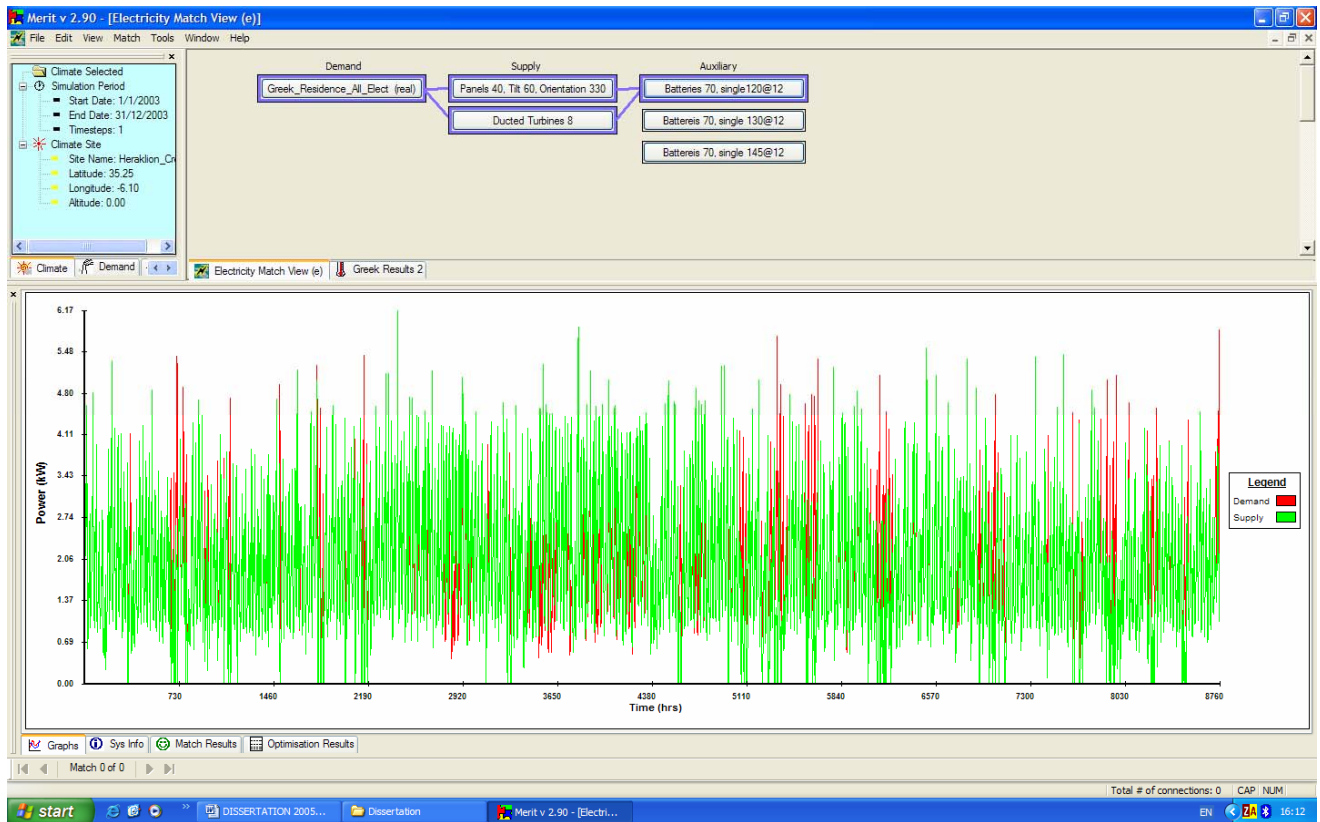 Merit v 2.90 - [Electricity Match View (e)]
File Edit View Match Tools Window Help
Climate Selected
Simulation Period
Start Date: 1/1/2003
End Date: 31/12/2003
Timesteps: 1
Climate Site
Site Name: Heraklion_Cr
Latitude: 35.25
Longitude: -6.10
Altitude: 0.00
Climate Demand
Demand Supply Auxiliary
Greek_Residence_All_Elect (real) Panels 40, Tilt 60, Orientation 330 Batteries 70, single120@12
Ducted Turbines 8 Battereis 70, single 130@12
Battereis 70, single 145@12
Electricity Match View (e) Greek Results 2
6.17
5.48
4.80
4.11
3.43
2.74
2.06
1.37
0.69
0.00
Power (kW)
730 1460 2190 2920 3650 4380 5110 5840 6570 7300 8030 8760
Time (hrs)
Legend
Demand
Supply
Graphs Sys Info Match Results Optimisation Results
Match 0 of 0
Total # of connections: 0 CAP NUM
start DISSERTATION 2005... Dissertation Merit v 2.90 - [Electri... EN ZA 16:12